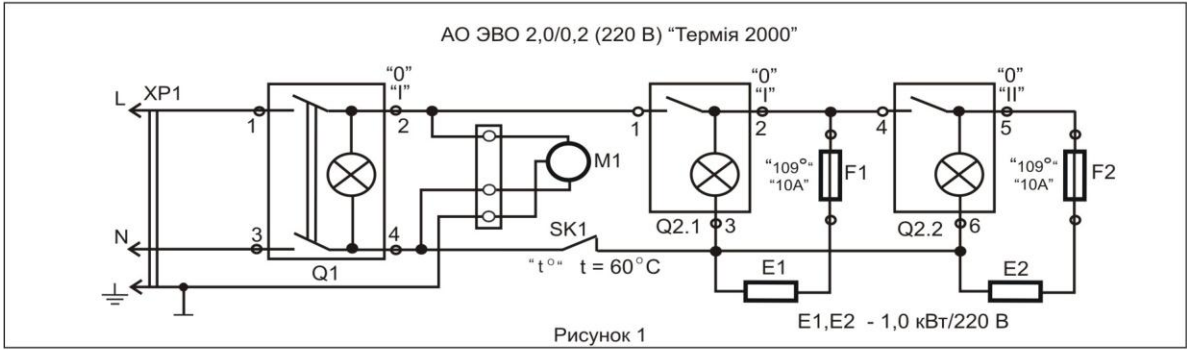 АО ЭВО 2,0/0,2 (220 В) “Термія 2000”
L XP1 “0” “I” “0” “I” “0” “II”
1 2 1 2 4 5
M1 “109°“ “10A” F1 “109°“ “10A” F2
N 3 4 SK1 Q2.1 3 Q2.2 6
Q1 “t°“ t = 60°C E1 E2
E1,E2 - 1,0 кВт/220 В
Рисунок 1